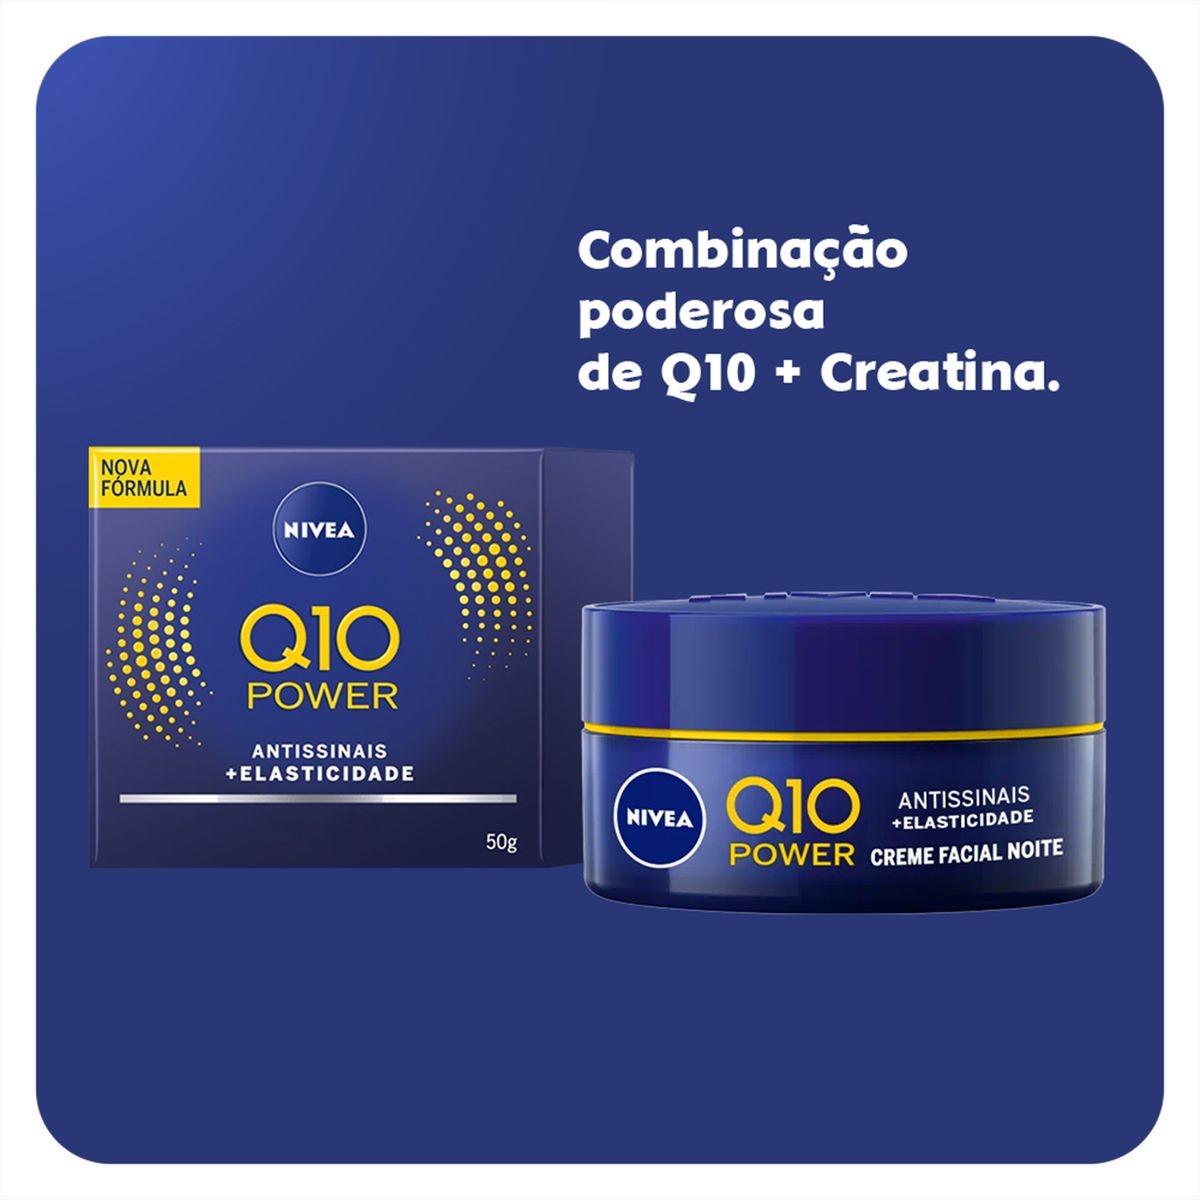 Combinação
poderosa
de Q10 + Creatina.
NOVA
FÓRMULA
NIVEA
Q10
POWER
ANTISSINAIS
+ELASTICIDADE
50g
NIVEA
Q10
POWER
ANTISSINAIS
+ELASTICIDADE
CREME FACIAL NOITE